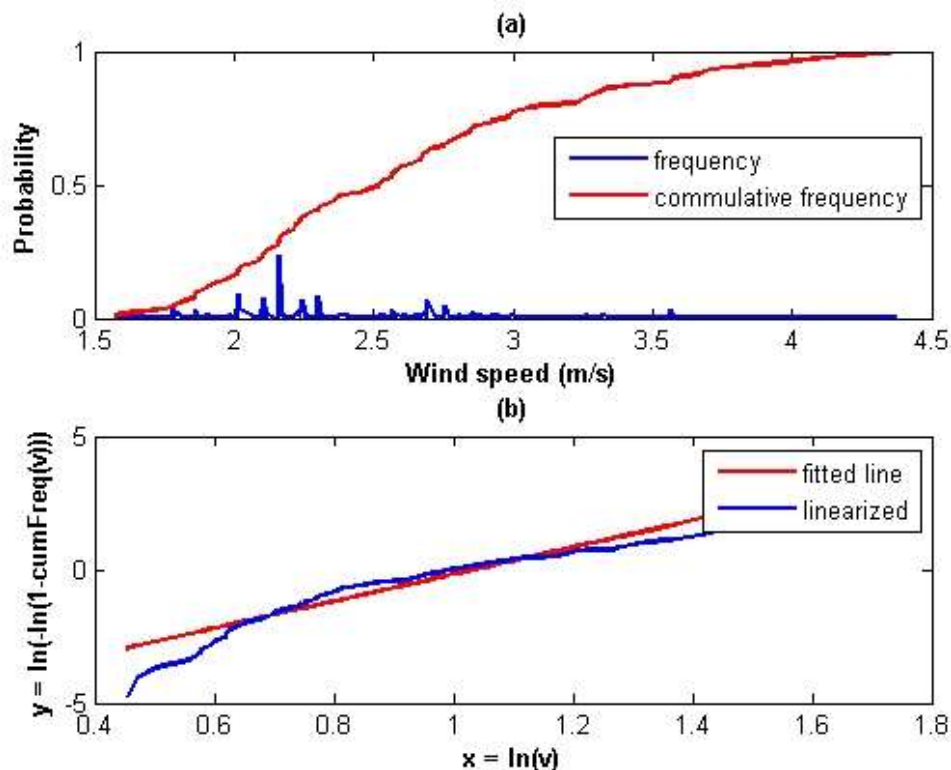 (a)
Probability
1
0.5
0
frequency
commulative frequency
1.5 2 2.5 3 3.5 4 4.5
Wind speed (m/s)
(b)
y = ln(-ln(1-cumFreq(v)))
5
0
-5
fitted line
linearized
0.4 0.6 0.8 1 1.2 1.4 1.6 1.8
x = ln(v)